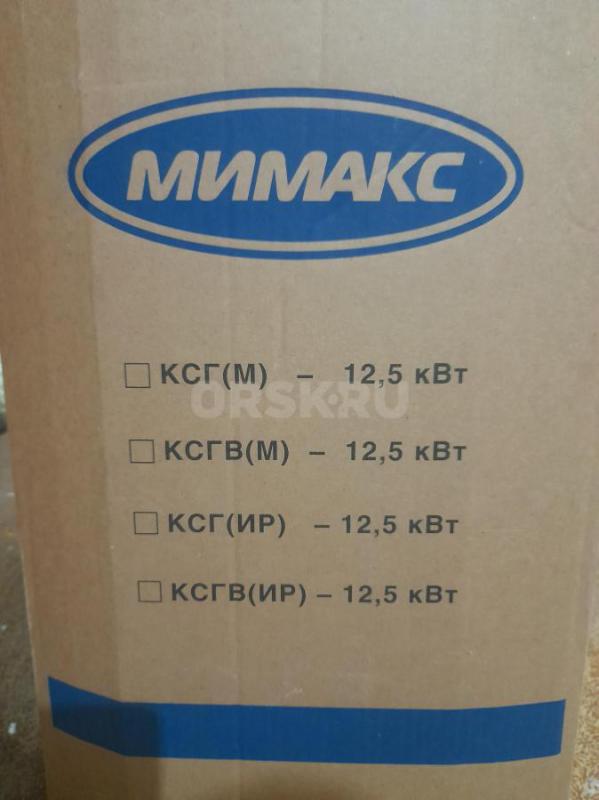 МИМАКС
КСГ(М) – 12,5 кВт
ORSK.RU
КСГВ(М) – 12,5 кВт
КСГ(ИР) – 12,5 кВт
КСГВ(ИР) – 12,5 кВт